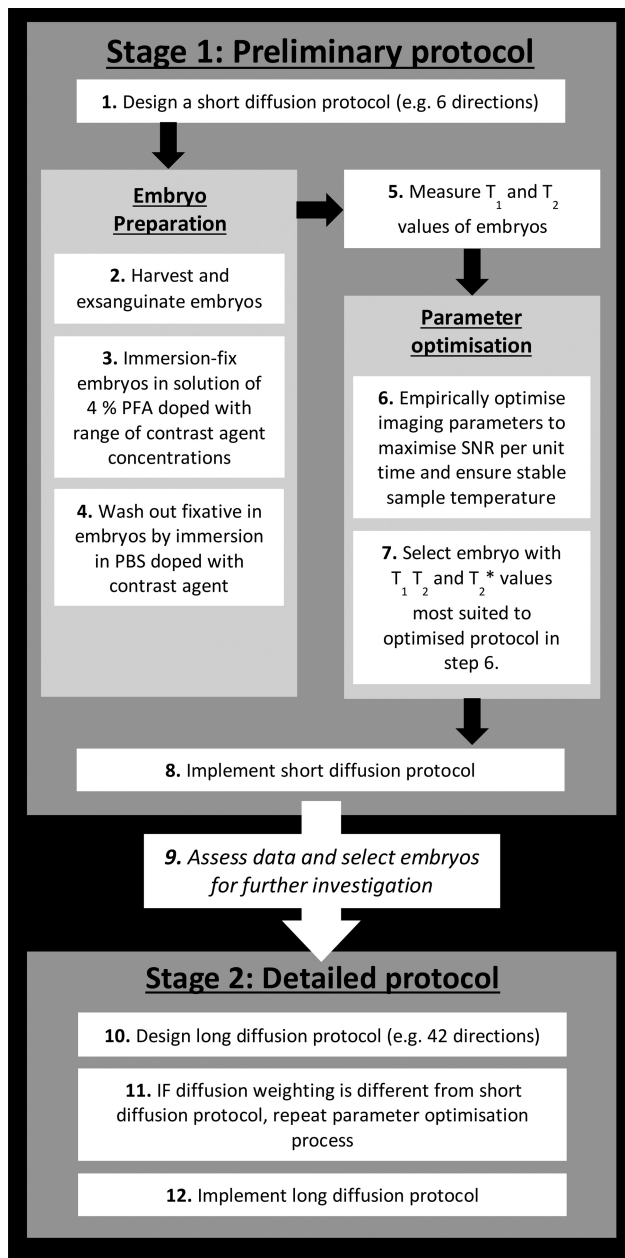 Stage 1: Preliminary protocol
1. Design a short diffusion protocol (e.g. 6 directions)
Embryo
Preparation
2. Harvest and
exsanguinate embryos
3. Immersion-fix
embryos in solution of
4 % PFA doped with
range of contrast agent
concentrations
4. Wash out fixative in
embryos by immersion
in PBS doped with
contrast agent
5. Measure T1 and T2
values of embryos
Parameter
optimisation
6. Empirically optimise
imaging parameters to
maximise SNR per unit
time and ensure stable
sample temperature
7. Select embryo with
T1 T2 and T2* values
most suited to
optimised protocol in
step 6.
8. Implement short diffusion protocol
9. Assess data and select embryos
for further investigation
Stage 2: Detailed protocol
10. Design long diffusion protocol (e.g. 42 directions)
11. IF diffusion weighting is different from short
diffusion protocol, repeat parameter optimisation
process
12. Implement long diffusion protocol